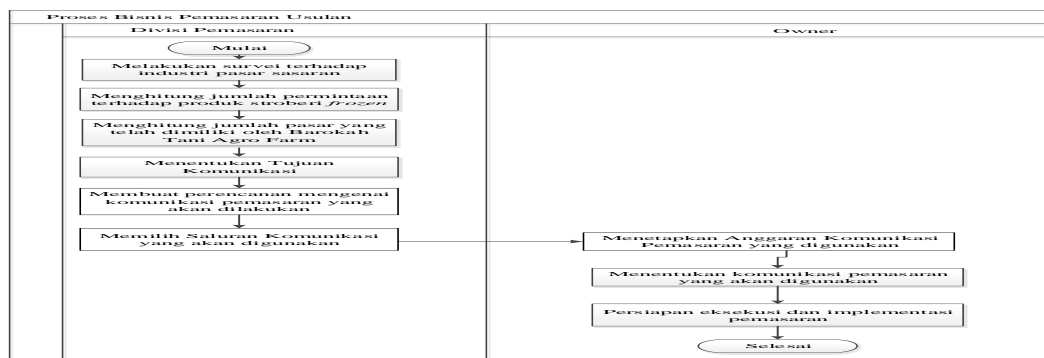 Proses Bisnis Pemasaran Usulan
Divisi Pemasaran
Owner
Mulai
Melakukan survei terhadap
industri pasar sasaran
Menghitung jumlah permintaan
terhadap produk stroberi frozen
Menghitung jumlah pasar yang
telah dimiliki oleh Barokah
Tani Agro Farm
Menentukan Tujuan
Komunikasi
Membuat perencanan mengenai
komunikasi pemasaran yang
akan dilakukan
Memilih Saluran Komunikasi
yang akan digunakan
Menetapkan Anggaran Komunikasi
Pemasaran yang digunakan
Menentukan komunikasi pemasaran
yang akan digunakan
Persiapan eksekusi dan implementasi
pemasaran
Selesai